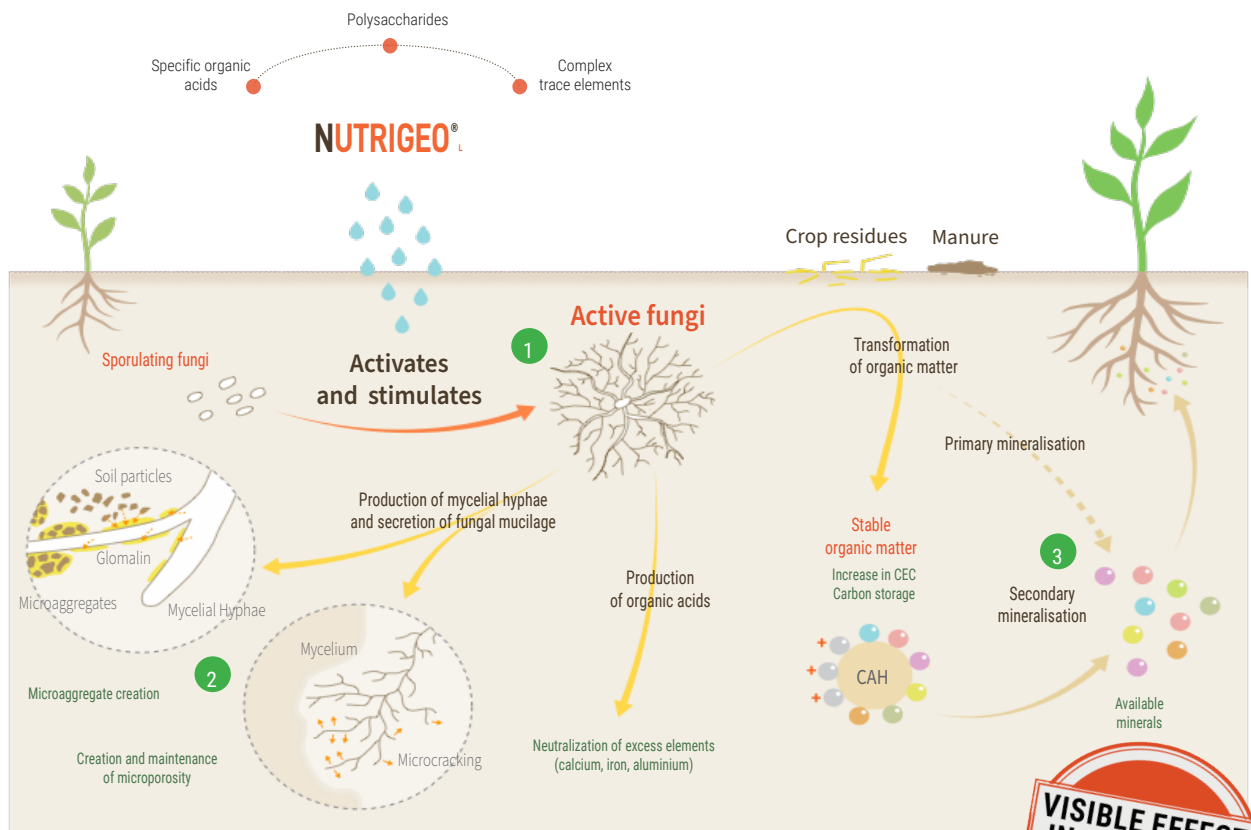 Polysaccharides
Specific organic
acids
Complex
trace elements
NUTRIGEO®
L
Crop residues
Manure
Active fungi
1
Sporulating fungi
Activates
and stimulates
Transformation
of organic matter
Primary mineralisation
Soil particles
Glomalin
Microaggregates
Mycelial Hyphae
Production of mycelial hyphae
and secretion of fungal mucilage
Production
of organic acids
Stable
organic matter
Increase in CEC
Carbon storage
3
Secondary
mineralisation
2
Mycelium
Microcracking
CAH
+
+
+
Microaggregate creation
Creation and maintenance
of microporosity
Neutralization of excess elements
(calcium, iron, aluminium)
Available
minerals
VISIBLE